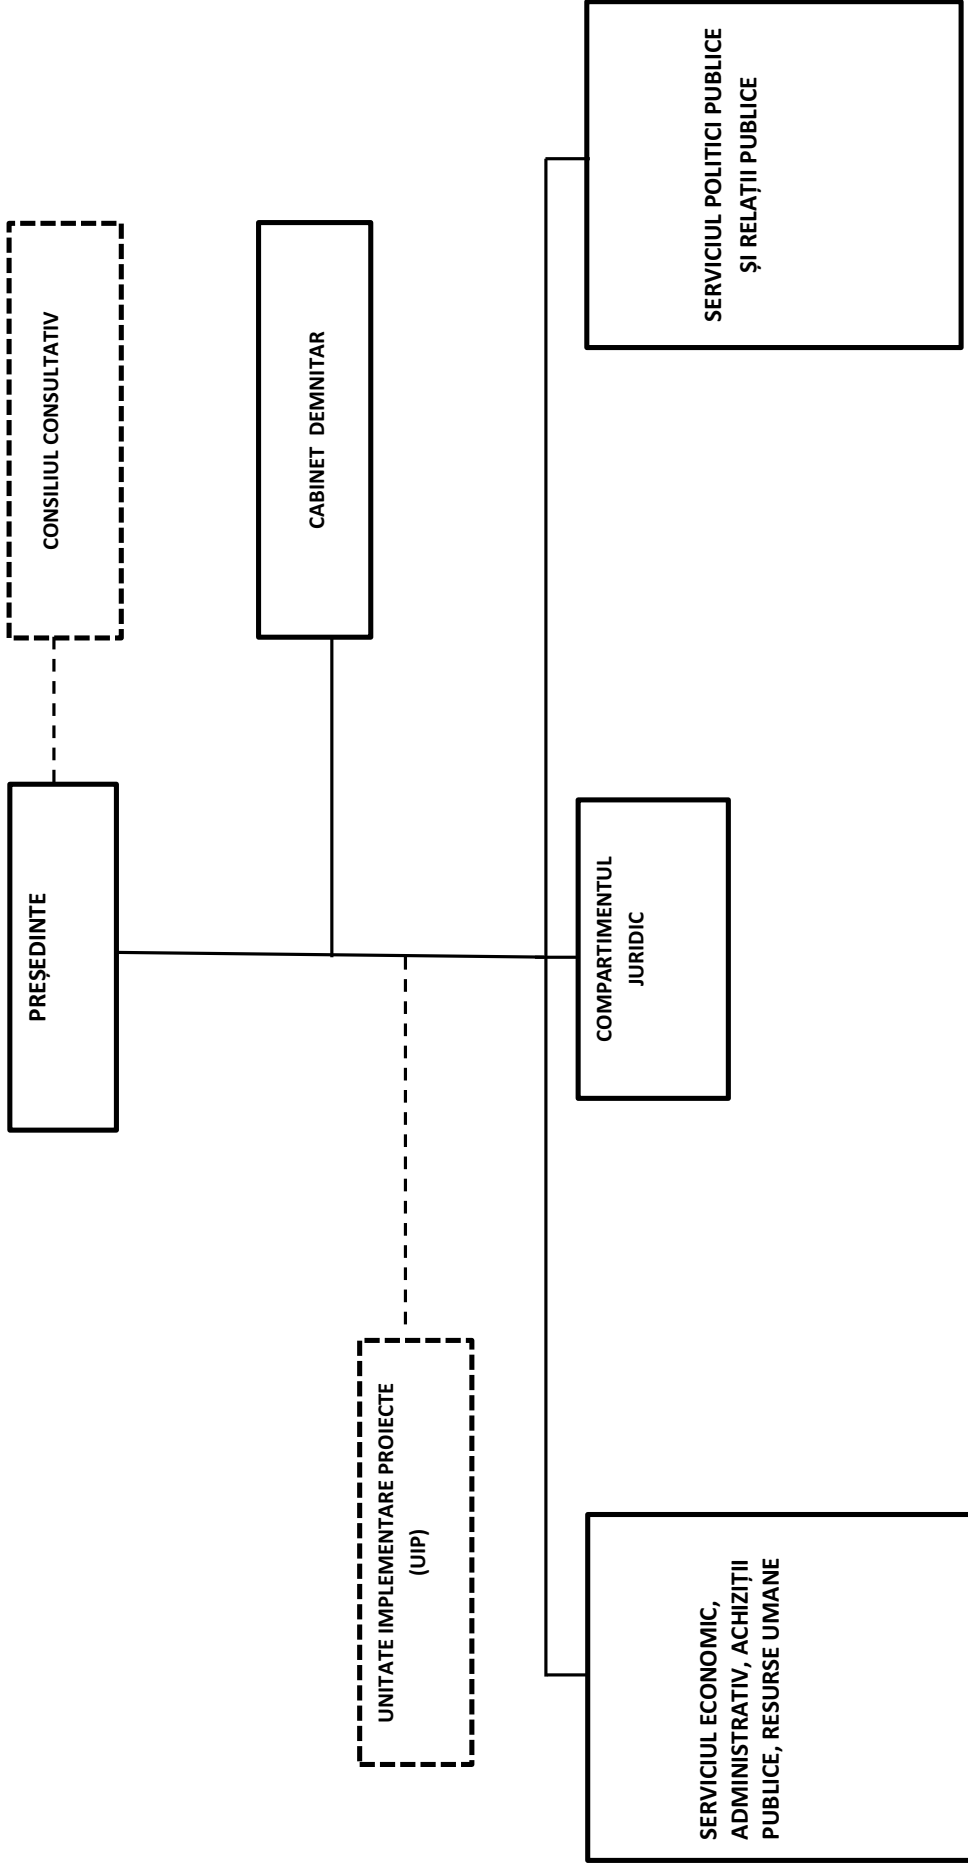 PREȘEDINTE
CONSILIUL CONSULTATIV
CABINET DEMNITAR
UNITATE IMPLEMENTARE PROIECTE
(UIP)
SERVICIUL ECONOMIC,
ADMINISTRATIV, ACHIZIȚII
PUBLICE, RESURSE UMANE
COMPARTIMENTUL
JURIDIC
SERVICIUL POLITICI PUBLICE
ȘI RELAȚII PUBLICE